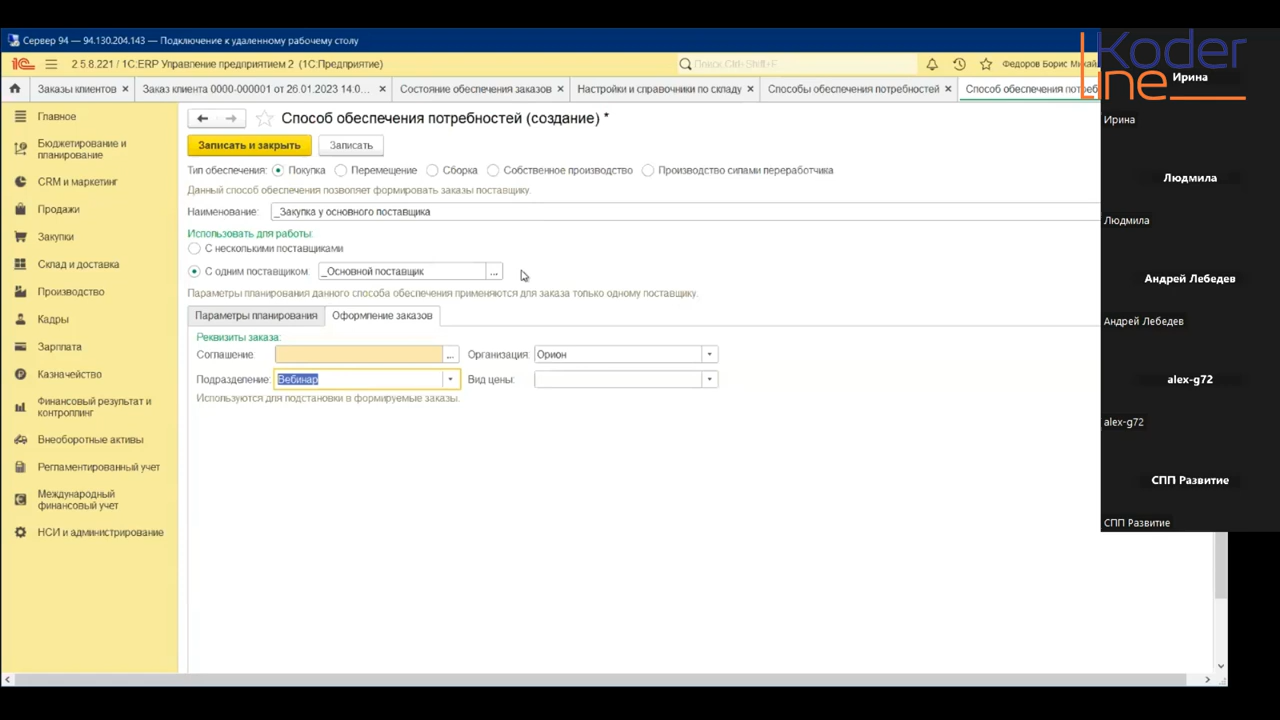 Сервер 94 — 94.130.204.143 — Подключение к удаленному рабочему столу
2.5.8.221 / 1С:ERP Управление предприятием 2 (1С:Предприятие)
Поиск Ctrl+Shift+F
Федоров Борис Михай
Заказы клиентов ×
Заказ клиента 0000-000001 от 26.01.2023 14.0... ×
Состояние обеспечения заказов ×
Настройки и справочники по складу ×
Способы обеспечения потребностей ×
Способ обеспечения потреб
Koder
Line
Главное
Бюджетирование и
планирование
CRM и маркетинг
Продажи
Закупки
Склад и доставка
Производство
Кадры
Зарплата
Казначейство
Финансовый результат и
контроллинг
Внеоборотные активы
Регламентированный учет
Международный
финансовый учет
НСИ и администрирование
Способ обеспечения потребностей (создание) *
Записать и закрыть
Записать
Тип обеспечения: Покупка Перемещение Сборка Собственное производство Производство силами переработчика
Данный способ обеспечения позволяет формировать заказы поставщику.
Наименование: _Закупка у основного поставщика
Использовать для работы:
С несколькими поставщиками
С одним поставщиком: _Основной поставщик ...
Параметры планирования данного способа обеспечения применяются для заказа только одному поставщику.
Параметры планирования Оформление заказов
Реквизиты заказа:
Соглашение: ... Организация: Орион
Подразделение: Вебинар Вид цены:
Используются для подстановки в формируемые заказы.
Ирина
Ирина
Людмила
Людмила
Андрей Лебедев
Андрей Лебедев
alex-g72
alex-g72
СПП Развитие
СПП Развитие